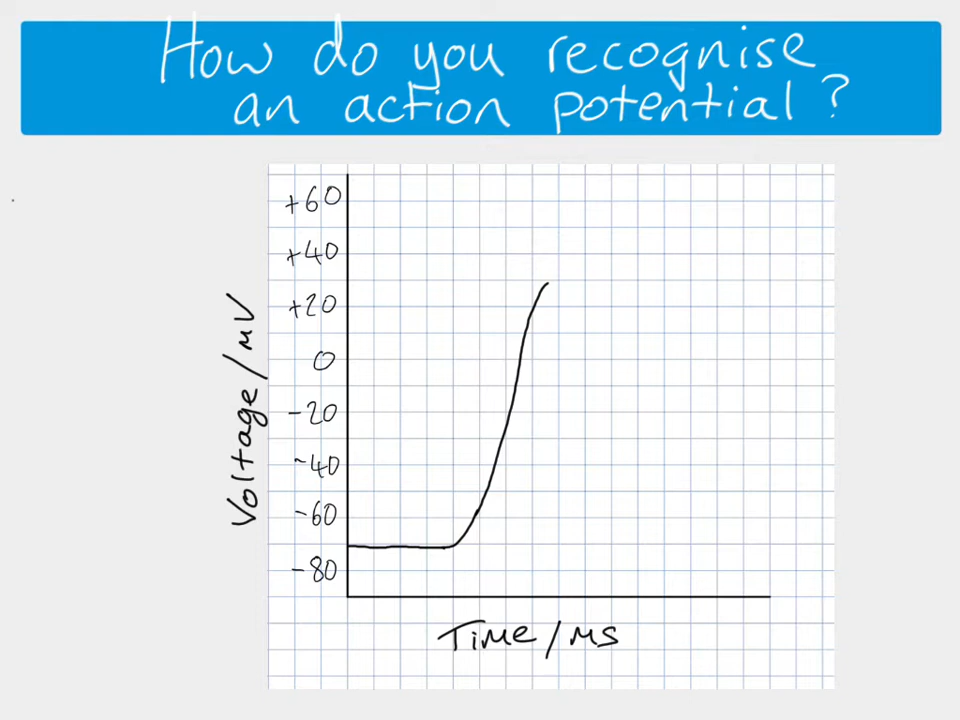 How do you recognise
an action potential?
+60
+40
+20
0
-20
-40
-60
-80
Voltage/mV
Time/ms